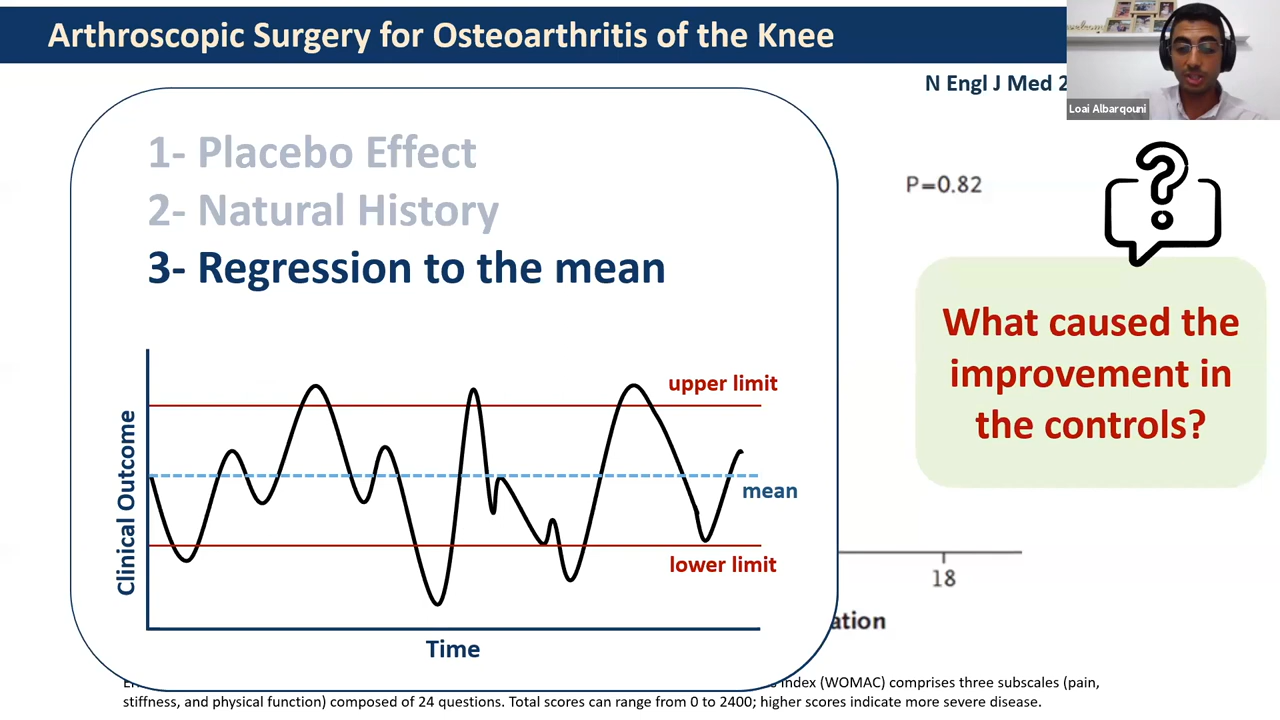 Arthroscopic Surgery for Osteoarthritis of the Knee
N Engl J Med 2
Loai Albarqouni
1- Placebo Effect
2- Natural History
3- Regression to the mean
P=0.82
What caused the
improvement in
the controls?
upper limit
mean
lower limit
Clinical Outcome
Time
18
ation
Index (WOMAC) comprises three subscales (pain,
stiffness, and physical function) composed of 24 questions. Total scores can range from 0 to 2400; higher scores indicate more severe disease.